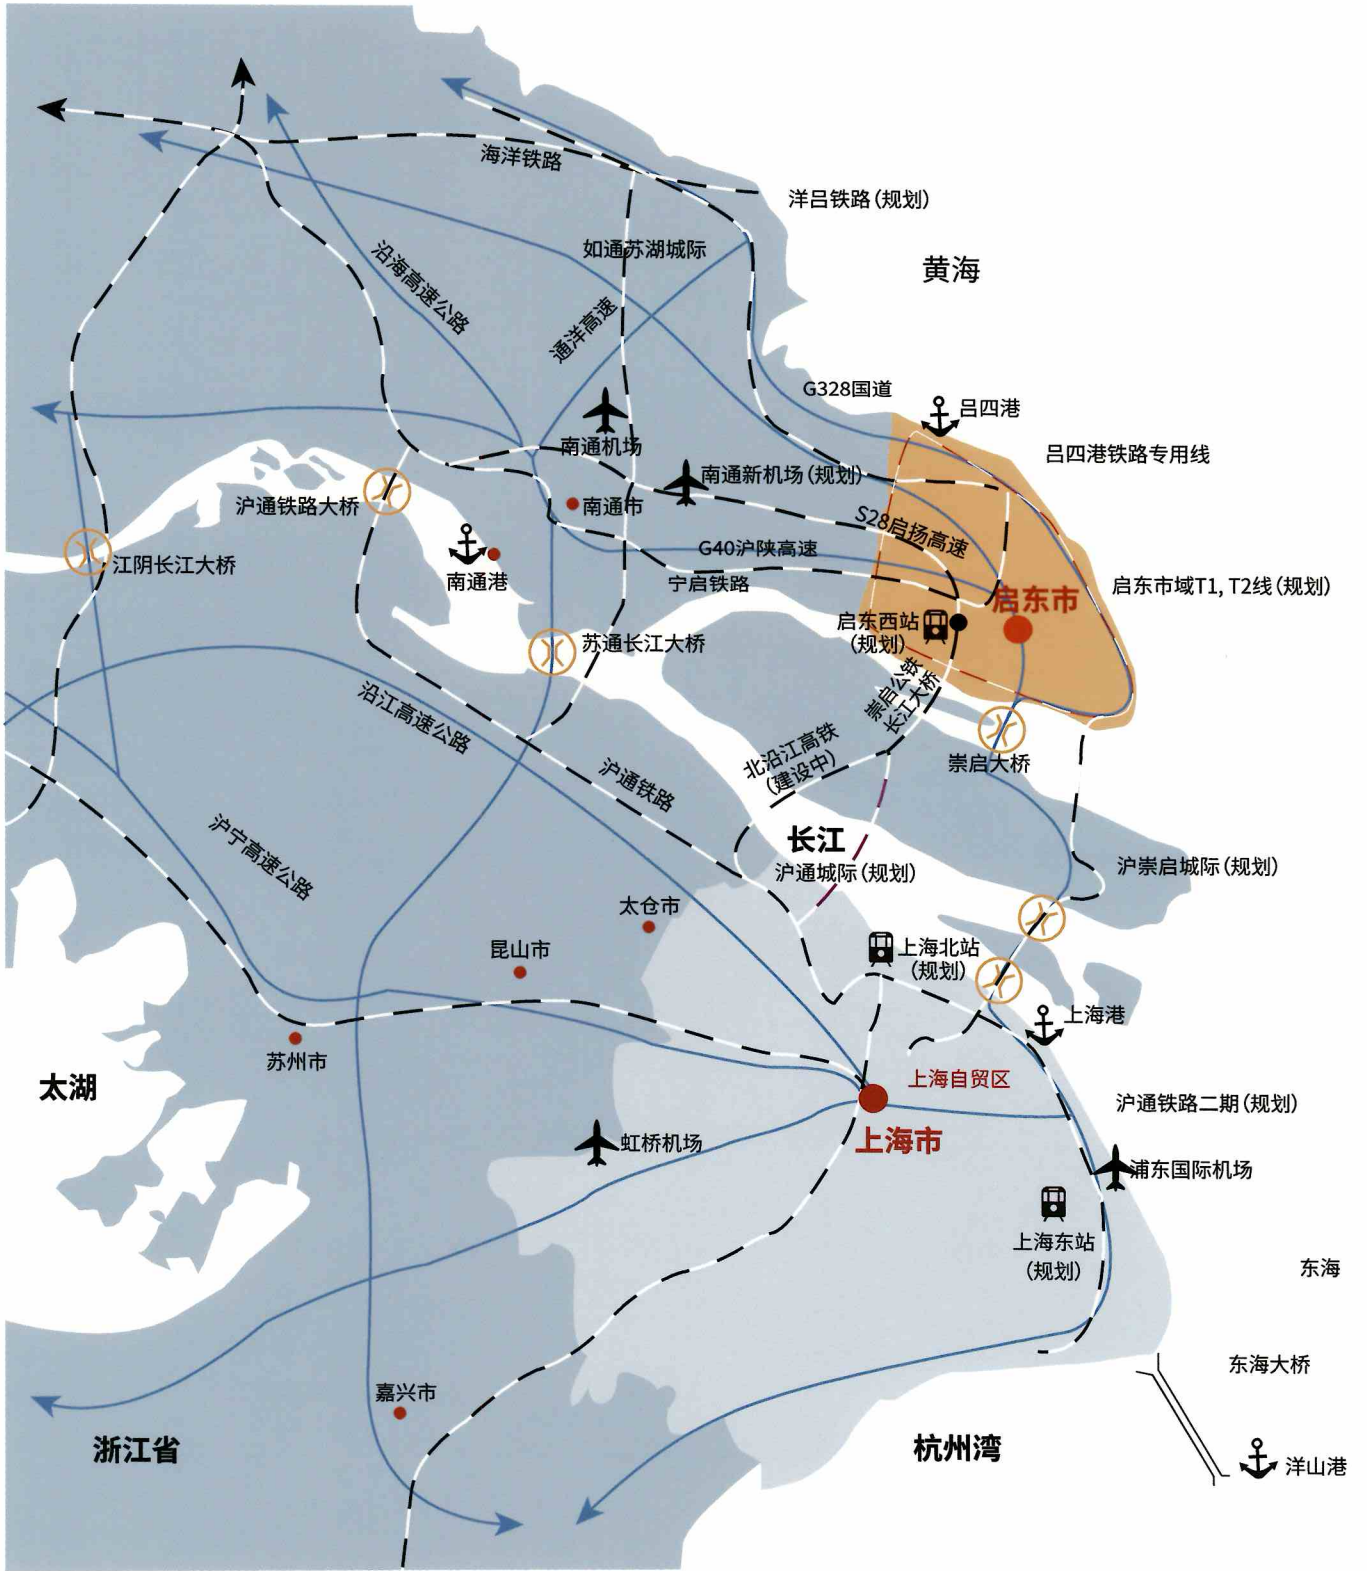 海洋铁路
洋吕铁路(规划)
如通苏湖城际
黄海
沿海高速公路
通洋高速
G328国道
吕四港
南通机场
吕四港铁路专用线
南通新机场(规划)
沪通铁路大桥
南通市
S28启扬高速
G40沪陕高速
江阴长江大桥
南通港
宁启铁路
启东市域T1, T2线(规划)
启东市
启东西站
(规划)
苏通长江大桥
崇启公铁
长江大桥
沿江高速公路
北沿江高铁
(建设中)
崇启大桥
沪通铁路
长江
沪宁高速公路
沪通城际(规划)
沪崇启城际(规划)
太仓市
昆山市
上海北站
(规划)
上海港
苏州市
太湖
上海自贸区
沪通铁路二期(规划)
上海市
虹桥机场
浦东国际机场
上海东站
(规划)
东海
东海大桥
嘉兴市
浙江省
杭州湾
洋山港